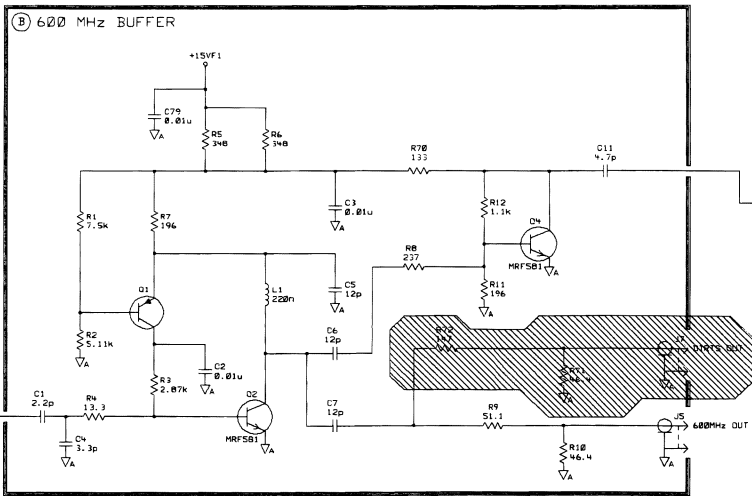 B 600 MHz BUFFER
+15VF1
C79
0.01u
A
R5
348
R6
348
R70
133
C11
4.7p
R1
7.5k
R7
196
C3
0.01u
A
R12
1.1k
Q4
MRF581
A
R8
237
R11
196
A
Q1
L1
220n
C5
12p
A
R2
5.11k
A
C6
12p
R72
147
J7
DIRTS OUT
R71
46.4
A
A
C2
0.01u
A
R3
2.87k
Q2
MRF581
A
C1
2.2p
R4
13.3
C4
3.3p
A
C7
12p
R9
51.1
J5
600MHz OUT
A
R10
46.4
A